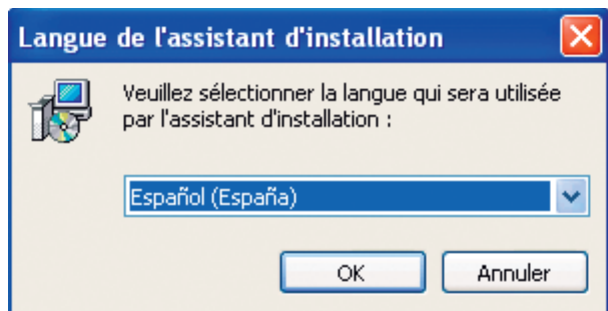 Langue de l'assistant d'installation
Veuillez sélectionner la langue qui sera utilisée
par l'assistant d'installation :
Español (España)
OK
Annuler